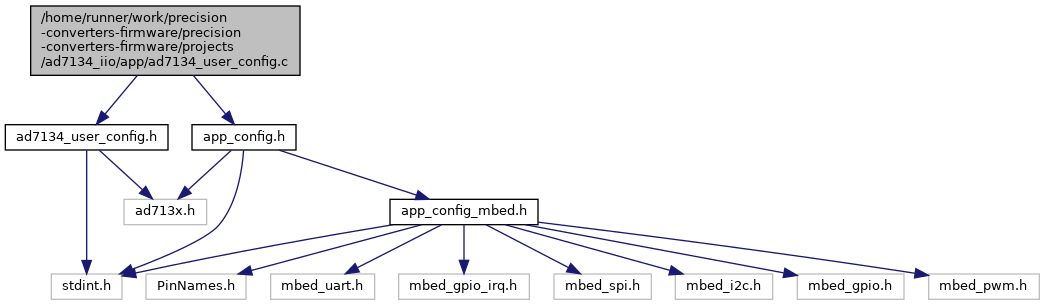 /home/runner/work/precision
-converters-firmware/precision
-converters-firmware/projects
/ad7134_iio/app/ad7134_user_config.c
ad7134_user_config.h
app_config.h
ad713x.h
app_config_mbed.h
stdint.h
PinNames.h
mbed_uart.h
mbed_gpio_irq.h
mbed_spi.h
mbed_i2c.h
mbed_gpio.h
mbed_pwm.h